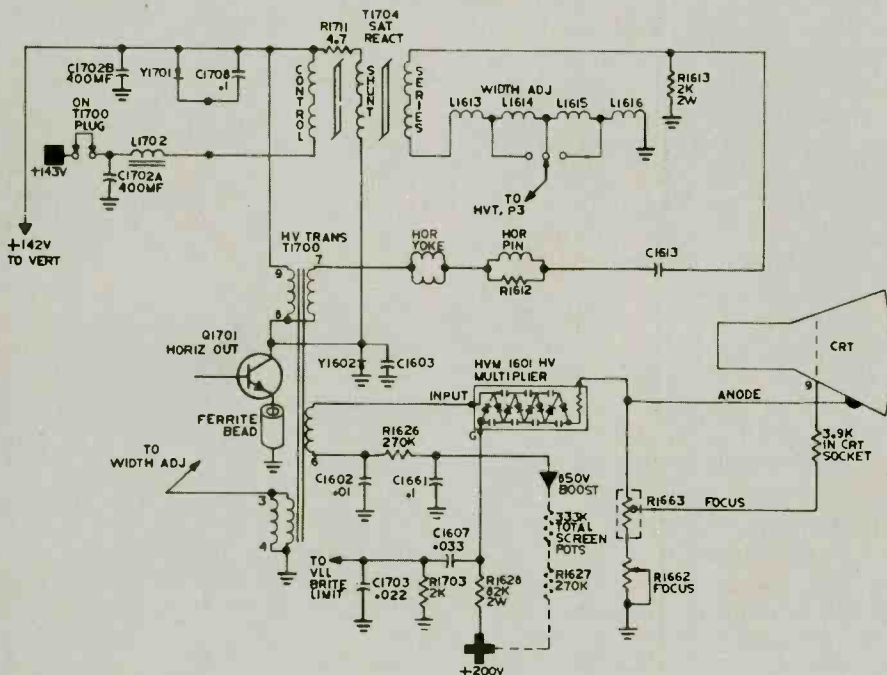 T1704
SAT
REACT
R1711
4.7
C1702B
400MF
Y1701
C1708
.1
CONTROL
SHUNT
SERIES
WIDTH ADJ
L1613
L1614
L1615
L1616
R1613
2K
2W
ON
T1700
PLUG
L1702
+143V
C1702A
400MF
TO
HVT, P3
+142V
TO VERT
HV TRANS
T1700
9
7
8
HOR
YOKE
HOR
PIN
R1612
C1613
Q1701
HORIZ OUT
Y1602
C1603
HVM 1601 HV
MULTIPLIER
CRT
9
INPUT
G
ANODE
FERRITE
BEAD
R1626
270K
3.9K
IN CRT
SOCKET
TO
WIDTH ADJ
6
C1602
.01
C1661
.1
850V
BOOST
R1663
FOCUS
333K
TOTAL
SCREEN
POTS
3
4
C1607
.033
TO
VLL
BRITE
LIMIT
C1703
.022
R1703
2K
R1628
82K
2W
R1627
270K
R1662
FOCUS
+200V